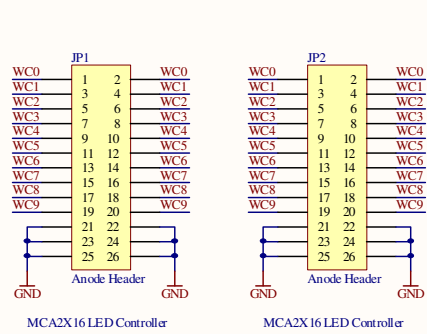 JP1 JP2
WC0 WC0 WC0 WC0
1 2 1 2
WC1 WC1 WC1 WC1
3 4 3 4
WC2 WC2 WC2 WC2
5 6 5 6
WC3 WC3 WC3 WC3
7 8 7 8
WC4 WC4 WC4 WC4
9 10 9 10
WC5 WC5 WC5 WC5
11 12 11 12
WC6 WC6 WC6 WC6
13 14 13 14
WC7 WC7 WC7 WC7
15 16 15 16
WC8 WC8 WC8 WC8
17 18 17 18
WC9 WC9 WC9 WC9
19 20 19 20
21 22 21 22
23 24 23 24
25 26 25 26
Anode Header Anode Header
GND GND GND GND
MCA2X16 LED Controller MCA2X16 LED Controller